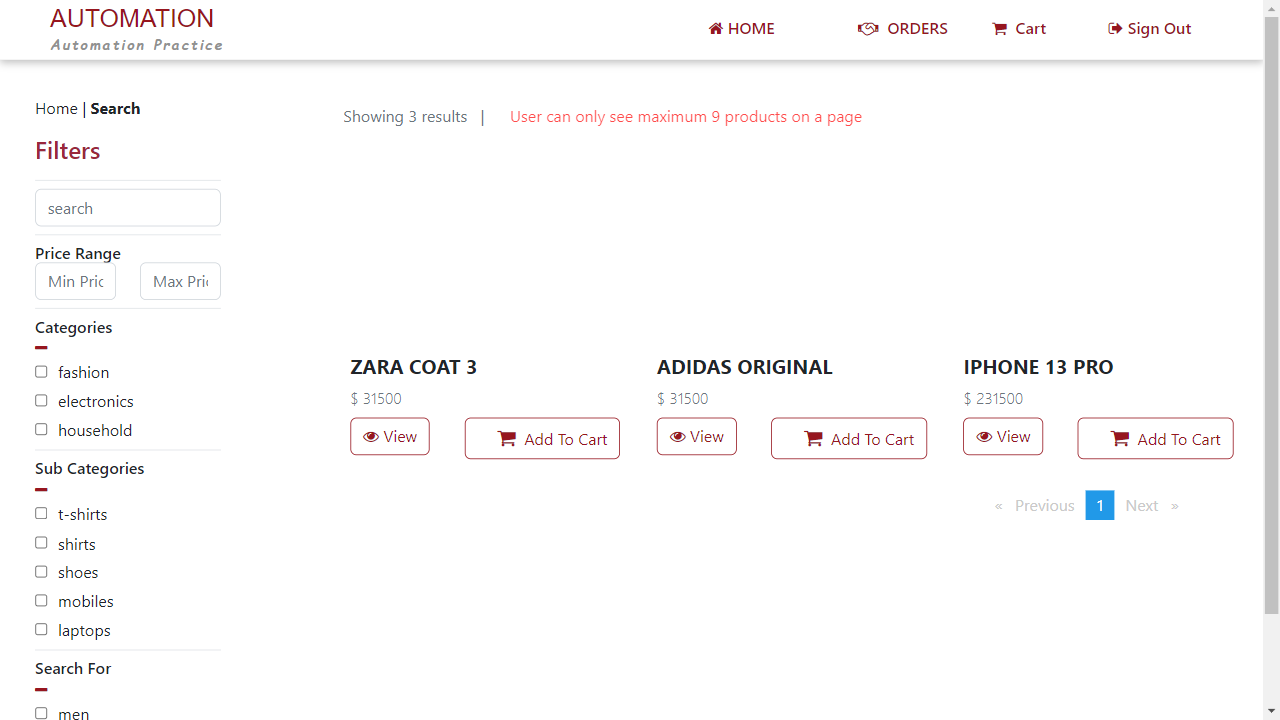 AUTOMATION
Automation Practice
HOME
ORDERS
Cart
Sign Out
Home | Search
Filters
search
Price Range
Min Pric
Max Pric
Categories
fashion
electronics
household
Sub Categories
t-shirts
shirts
shoes
mobiles
laptops
Search For
men
Showing 3 results |
User can only see maximum 9 products on a page
ZARA COAT 3
$ 31500
View
Add To Cart
ADIDAS ORIGINAL
$ 31500
View
Add To Cart
IPHONE 13 PRO
$ 231500
View
Add To Cart
« Previous 1 Next »